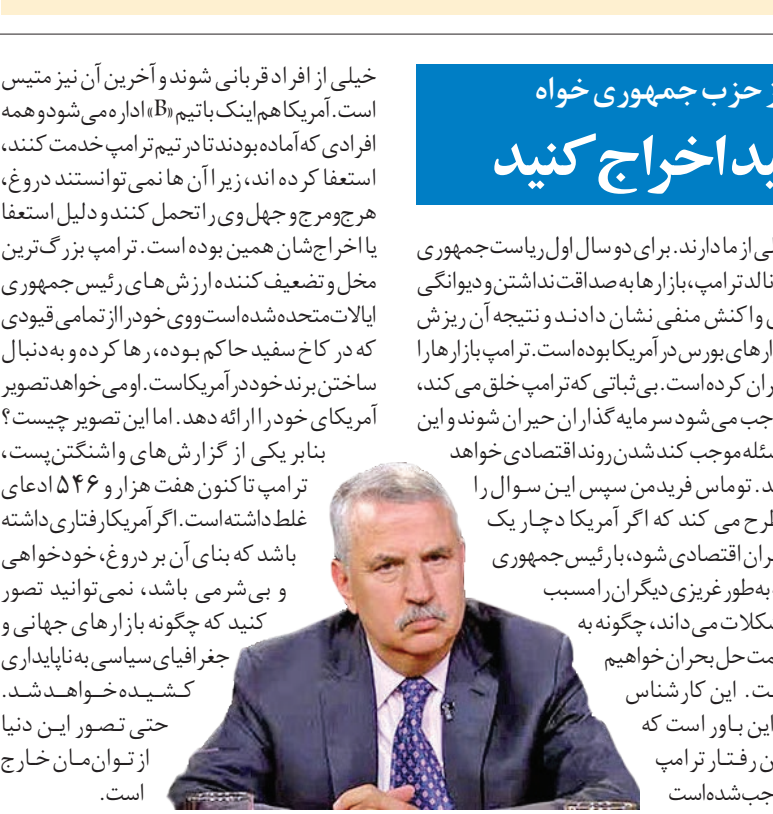 ز حزب جمهوری خواه
ید اخراج کنید
لی از ما دارند. برای دو سال اول ریاست‌جمهوری
نالد ترامپ، بازارها به صداقت نداشتن و دیوانگی
ی واکنش منفی نشان دادند و نتیجه آن ریزش
ارهای بورس در آمریکا بوده است. ترامپ بازارها را
ران کرده است. بی‌ثباتی که ترامپ خلق می کند،
جب می‌شود سرمایه گذاران حیران شوند و این
سئله موجب کند شدن روند اقتصادی خواهد
د. توماس فریدمن سپس این سوال را
طرح می کند که اگر آمریکا دچار یک
ران اقتصادی شود، با رئیس جمهوری
به طور غریزی دیگران را مسبب
شکلات می‌داند، چگونه به
مت حل بحران خواهیم
ت. این کارشناس
این باور است که
ن رفتار ترامپ
جب شده است
خیلی از افراد قربانی شوند و آخرین آن نیز متیس
است. آمریکا هم اینک با تیم «B» اداره می‌شود و همه
افرادی که آماده بودند تا در تیم ترامپ خدمت کنند،
استعفا کرده اند، زیرا آن ها نمی‌توانستند دروغ،
هرج‌ومرج و جهل وی را تحمل کنند و دلیل استعفا
یا اخراج‌شان همین بوده است. ترامپ بزرگ‌ترین
مخل و تضعیف کننده ارزش‌های رئیس جمهوری
ایالات متحده شده است و وی خود را از تمامی قیودی
که در کاخ سفید حاکم بوده، رها کرده و به‌دنبال
ساختن برند خود در آمریکاست. او می‌خواهد تصویر
آمریکای خود را ارائه دهد. اما این تصویر چیست؟
بنابر یکی از گزارش‌های واشنگتن‌پست،
ترامپ تاکنون هفت هزار و ۵۴۶ ادعای
غلط داشته است. اگر آمریکا رفتاری داشته
باشد که بنای آن بر دروغ، خودخواهی
و بی‌شرمی باشد، نمی‌توانید تصور
کنید که چگونه بازارهای جهانی و
جغرافیای سیاسی به ناپایداری
کشیده خواهد شد.
حتی تصور این دنیا
از توان‌مان خارج
است.